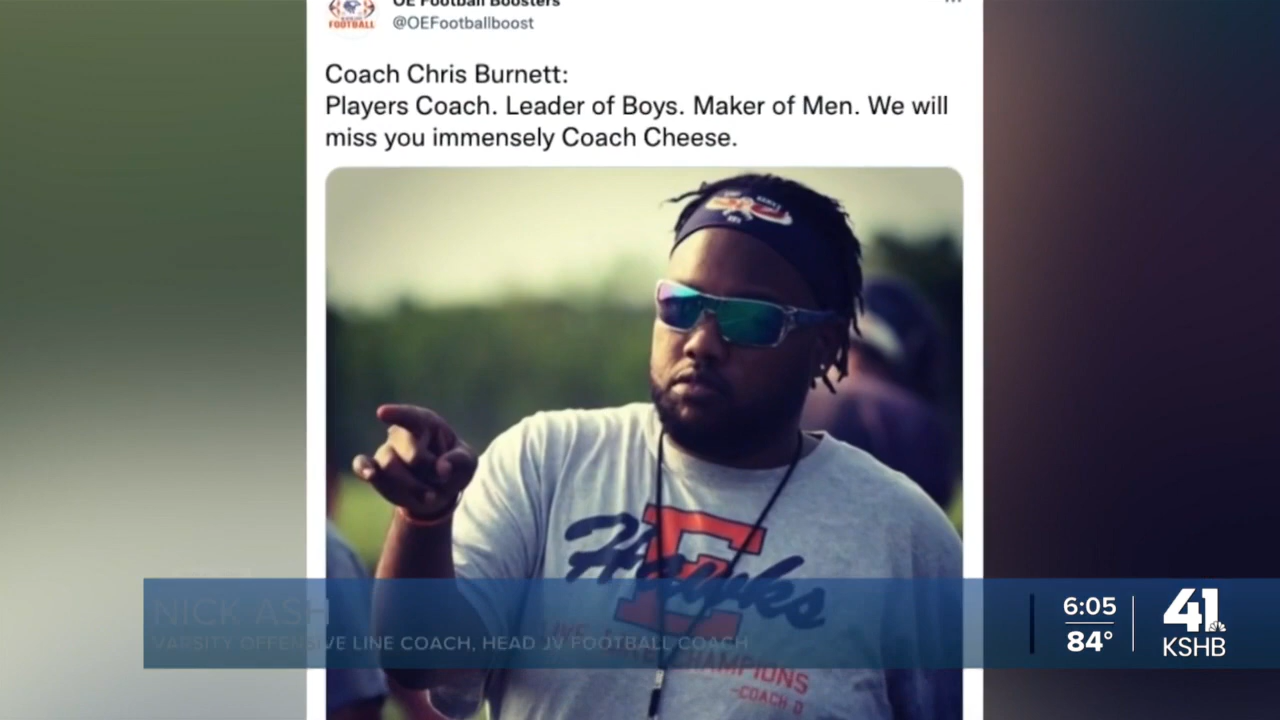 OE Football Boosters
FOOTBALL
@OEFootballboost
Coach Chris Burnett:
Players Coach. Leader of Boys. Maker of Men. We will
miss you immensely Coach Cheese.
Hawks
E
CHAMPIONS
-COACH D
NICK ASH
VARSITY OFFENSIVE LINE COACH, HEAD JV FOOTBALL COACH
6:05
84°
41
KSHB